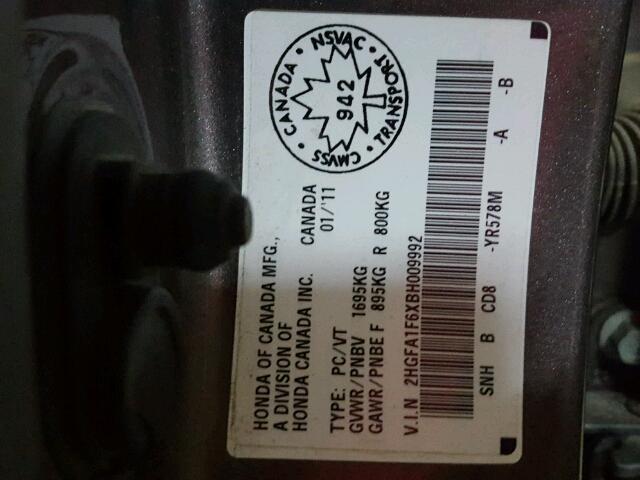 HONDA OF CANADA MFG.,
A DIVISION OF
HONDA CANADA INC. CANADA
01/'11
TYPE: PC/VT
GVWR/PNBV 1695KG
GAWR/PNBE F 895KG R 800KG
V.I.N 2HGFA1F6XBH009992
SNH B CD8 -YR578M -A -B
CANADA · NSVAC · TRANSPORT · CMVSS ·
942